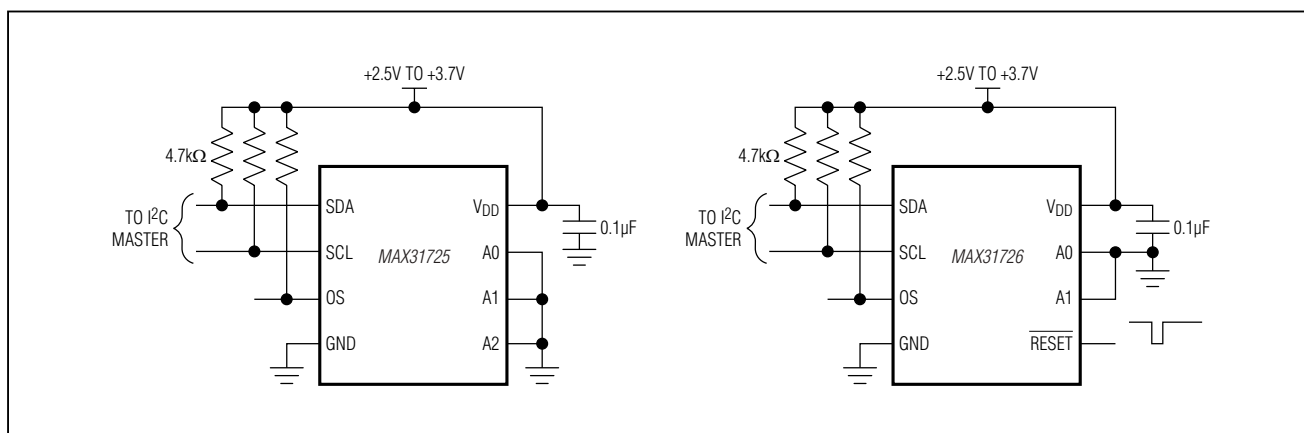 +2.5V TO +3.7V
4.7kΩ
TO I²C
MASTER
SDA
SCL
OS
GND
MAX31725
VDD
A0
A1
A2
0.1µF
+2.5V TO +3.7V
4.7kΩ
TO I²C
MASTER
SDA
SCL
OS
GND
MAX31726
VDD
A0
A1
RESET
0.1µF